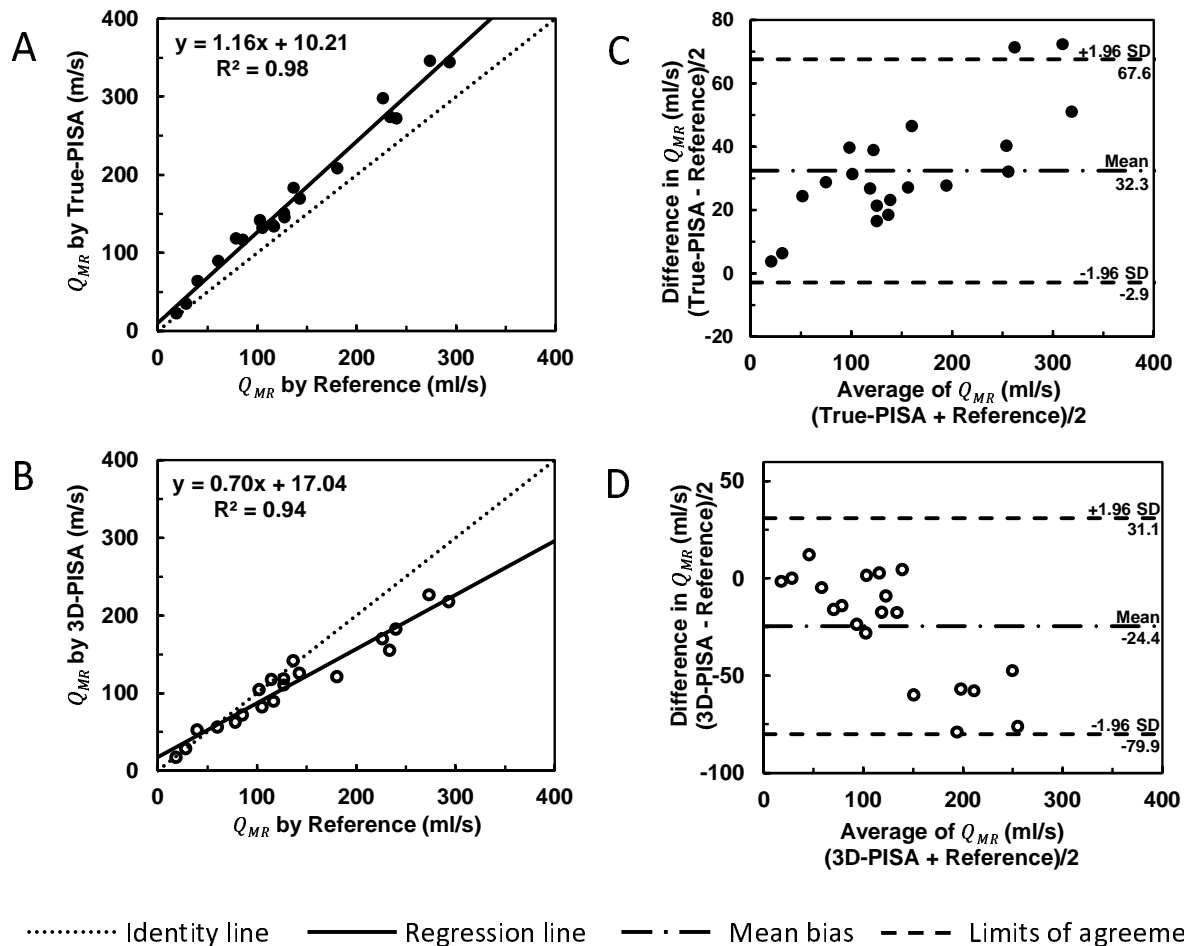 A
400
300
200
100
0
y = 1.16x + 10.21
R² = 0.98
Q_MR by True-PISA (m/s)
0 100 200 300 400
Q_MR by Reference (ml/s)
C
80
60
40
20
0
-20
+1.96 SD
67.6
Mean
32.3
-1.96 SD
-2.9
Difference in Q_MR (ml/s)
(True-PISA - Reference)/2
0 100 200 300 400
Average of Q_MR (ml/s)
(True-PISA + Reference)/2
B
400
300
200
100
0
y = 0.70x + 17.04
R² = 0.94
Q_MR by 3D-PISA (m/s)
0 100 200 300 400
Q_MR by Reference (ml/s)
D
50
0
-50
-100
+1.96 SD
31.1
Mean
-24.4
-1.96 SD
-79.9
Difference in Q_MR (ml/s)
(3D-PISA - Reference)/2
0 100 200 300 400
Average of Q_MR (ml/s)
(3D-PISA + Reference)/2
Identity line Regression line Mean bias Limits of agreeme